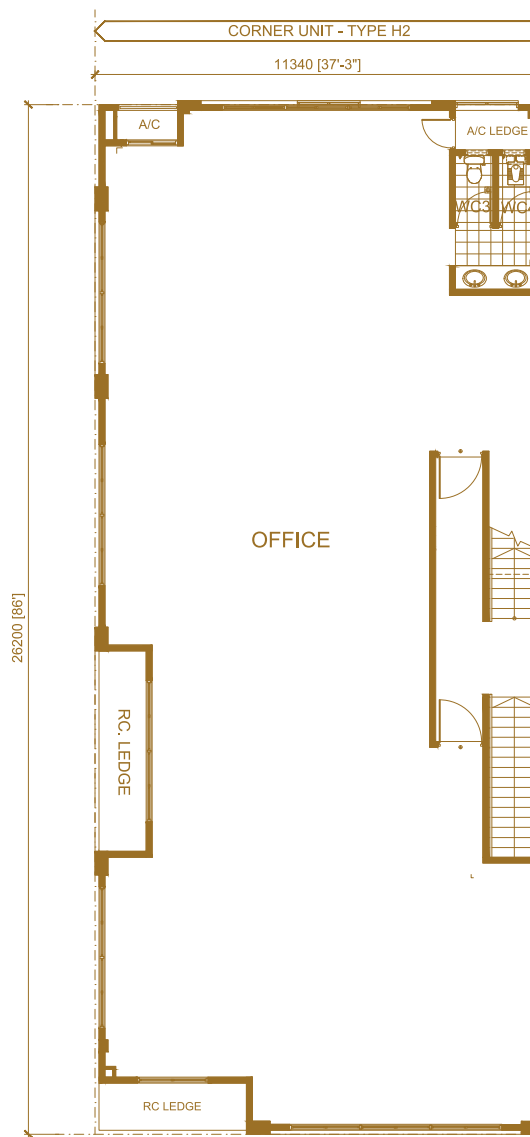 CORNER UNIT - TYPE H2
11340 [37'-3"]
A/C
A/C LEDGE
WC3
OFFICE
26200 [86']
RC. LEDGE
RC LEDGE